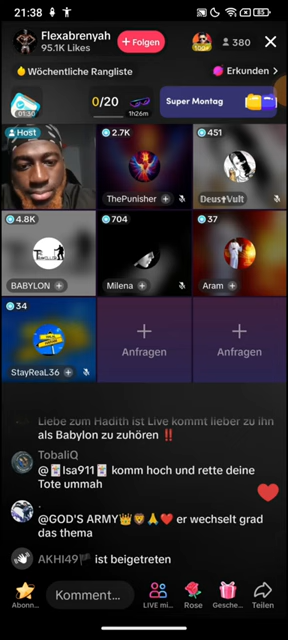 21:38
85
Flexabrenyah
95.1K Likes
+ Folgen
380
Wöchentliche Rangliste
Erkunden >
01:30
0/20
1h26m
Super Montag
Host
2.7K
451
ThePunisher
Deus✝Vult
4.8K
704
37
BABYLON
Milena
Aram
34
StayReaL36
Anfragen
Anfragen
Liebe zum Hadith ist Live kommt lieber zu ihn
als Babylon zu zuhören ‼️
TobaliQ
@🃏Isa911🃏 komm hoch und rette deine
Tote ummah
.
@GOD'S ARMY👑🦁🙏❤️ er wechselt grad
das thema
AKHI49🏴 ist beigetreten
Abonn...
Komment...
LIVE mi...
Rose
Gesche...
Teilen